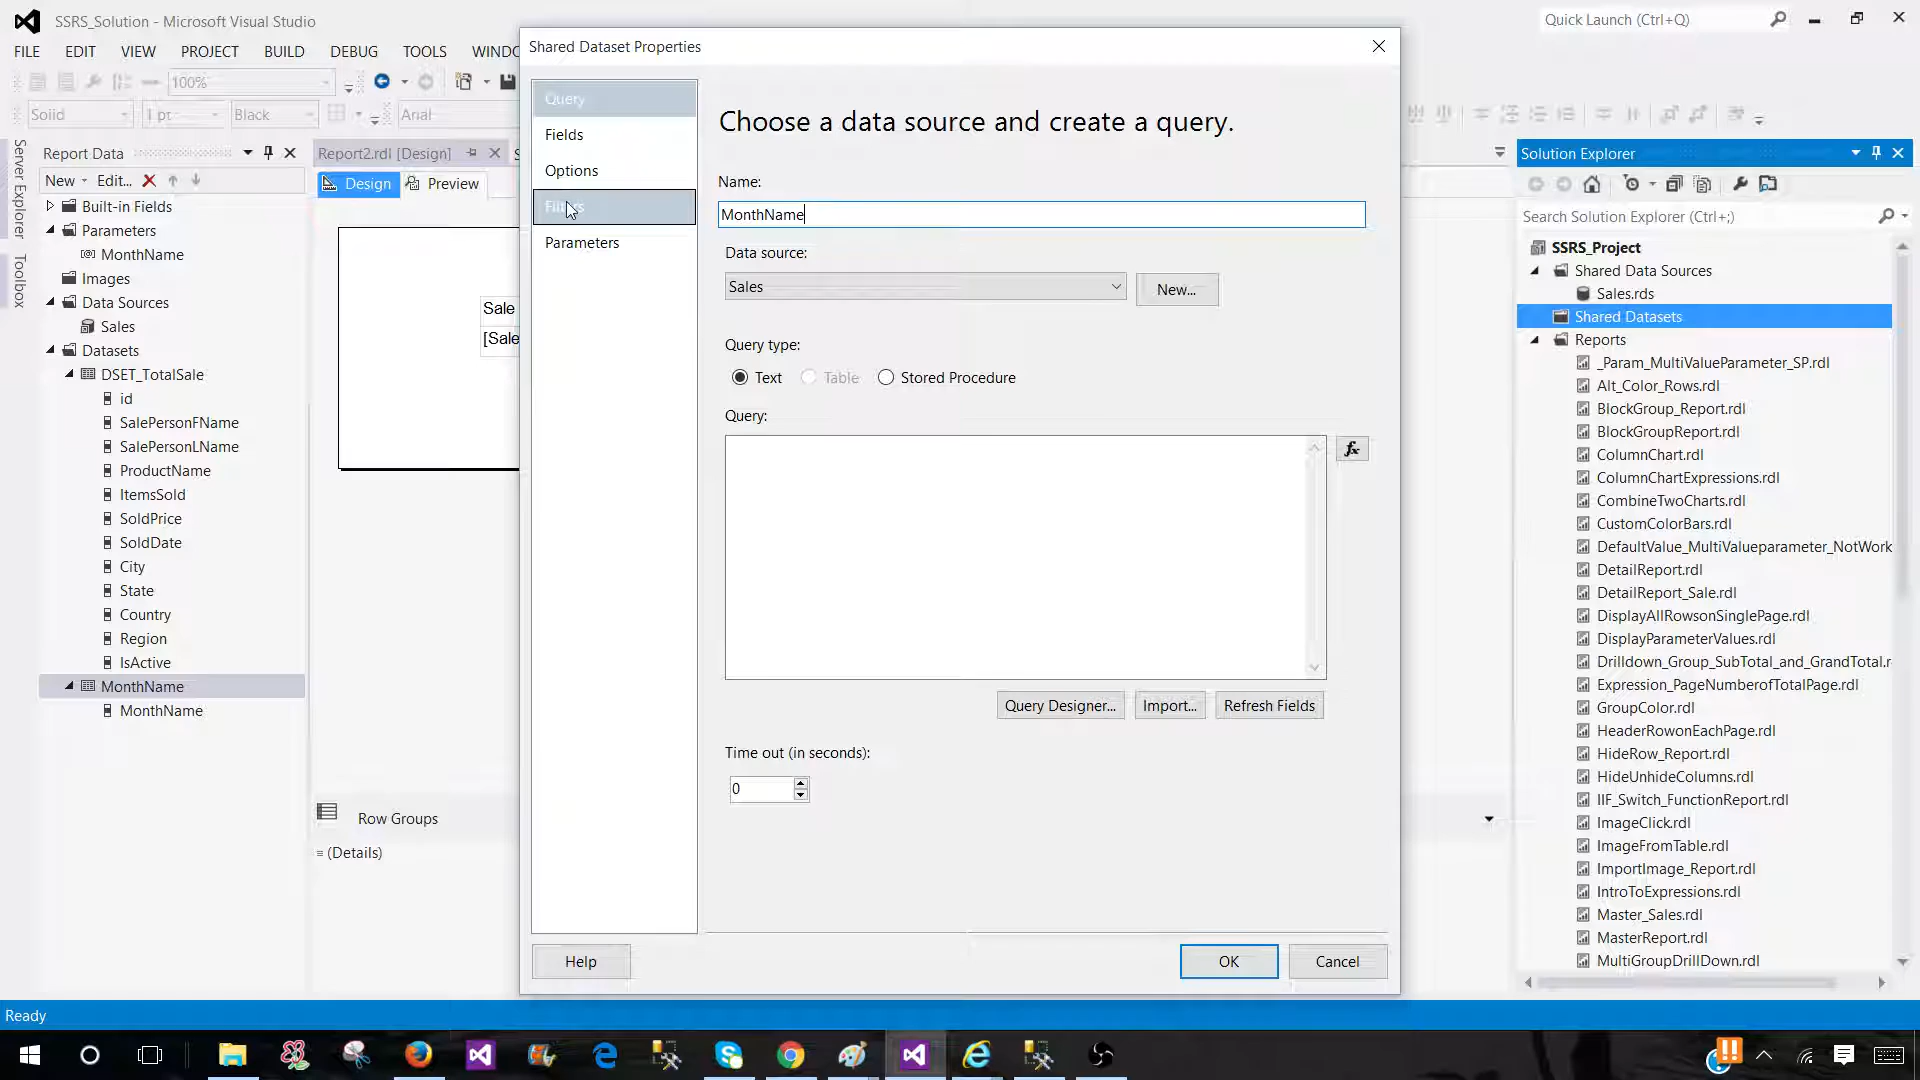 SSRS_Solution - Microsoft Visual Studio
Quick Launch (Ctrl+Q)
FILE EDIT VIEW PROJECT BUILD DEBUG TOOLS
100%
Solid 1 pt Black Arial
Server Explorer
Toolbox
Report Data
New Edit...
Built-in Fields
Parameters
MonthName
Images
Data Sources
Sales
Datasets
DSET_TotalSale
id
SalePersonFName
SalePersonLName
ProductName
ItemsSold
SoldPrice
SoldDate
City
State
Country
Region
IsActive
MonthName
MonthName
Report2.rdl [Design]
Design Preview
Sale
[Sale
Row Groups
(Details)
Shared Dataset Properties
Query
Fields
Options
Filters
Parameters
Choose a data source and create a query.
Name:
MonthName
Data source:
Sales New...
Query type:
Text Table Stored Procedure
Query:
fx
Query Designer... Import... Refresh Fields
Time out (in seconds):
0
Help OK Cancel
Solution Explorer
Search Solution Explorer (Ctrl+;)
SSRS_Project
Shared Data Sources
Sales.rds
Shared Datasets
Reports
_Param_MultiValueParameter_SP.rdl
Alt_Color_Rows.rdl
BlockGroup_Report.rdl
BlockGroupReport.rdl
ColumnChart.rdl
ColumnChartExpressions.rdl
CombineTwoCharts.rdl
CustomColorBars.rdl
DefaultValue_MultiValueparameter_NotWork
DetailReport.rdl
DetailReport_Sale.rdl
DisplayAllRowsonSinglePage.rdl
DisplayParameterValues.rdl
Drilldown_Group_SubTotal_and_GrandTotal.r
Expression_PageNumberofTotalPage.rdl
GroupColor.rdl
HeaderRowonEachPage.rdl
HideRow_Report.rdl
HideUnhideColumns.rdl
IIF_Switch_FunctionReport.rdl
ImageClick.rdl
ImageFromTable.rdl
ImportImage_Report.rdl
IntroToExpressions.rdl
Master_Sales.rdl
MasterReport.rdl
MultiGroupDrillDown.rdl
Ready